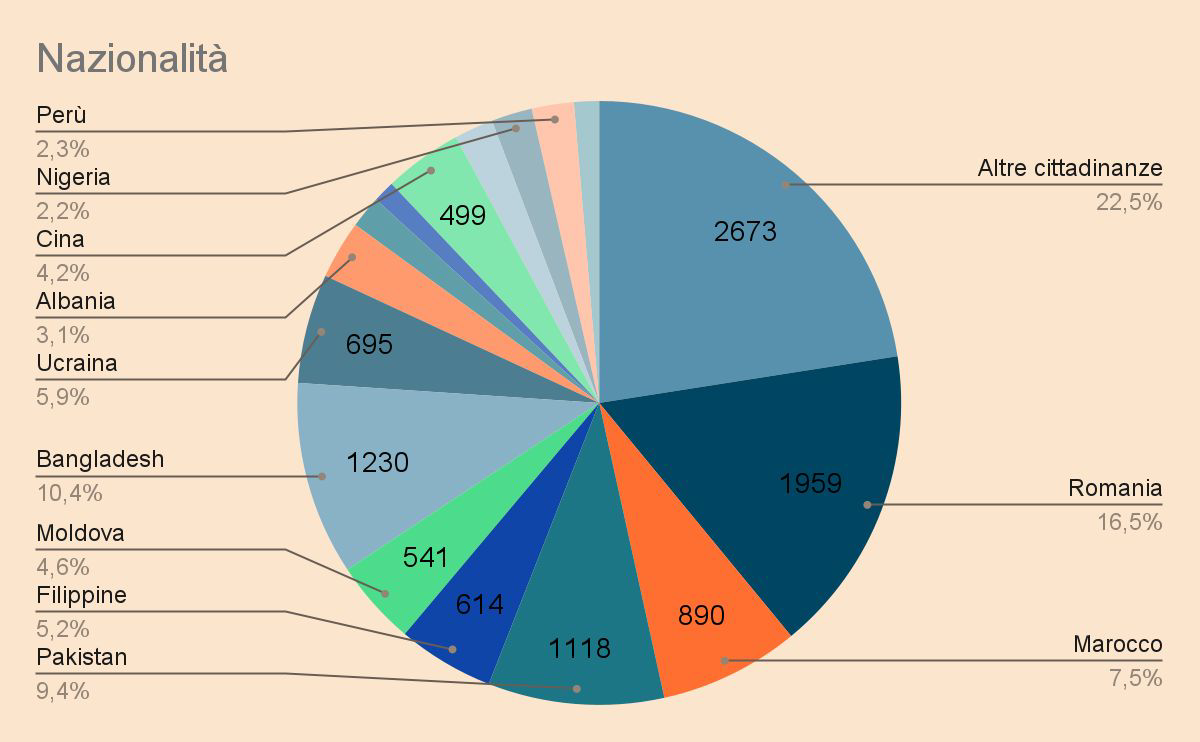 Nazionalità
Perù
2,3%
Nigeria
2,2%
Cina
4,2%
Albania
3,1%
Ucraina
5,9%
Bangladesh
10,4%
Moldova
4,6%
Filippine
5,2%
Pakistan
9,4%
499
695
1230
541
614
1118
890
1959
2673
Altre cittadinanze
22,5%
Romania
16,5%
Marocco
7,5%